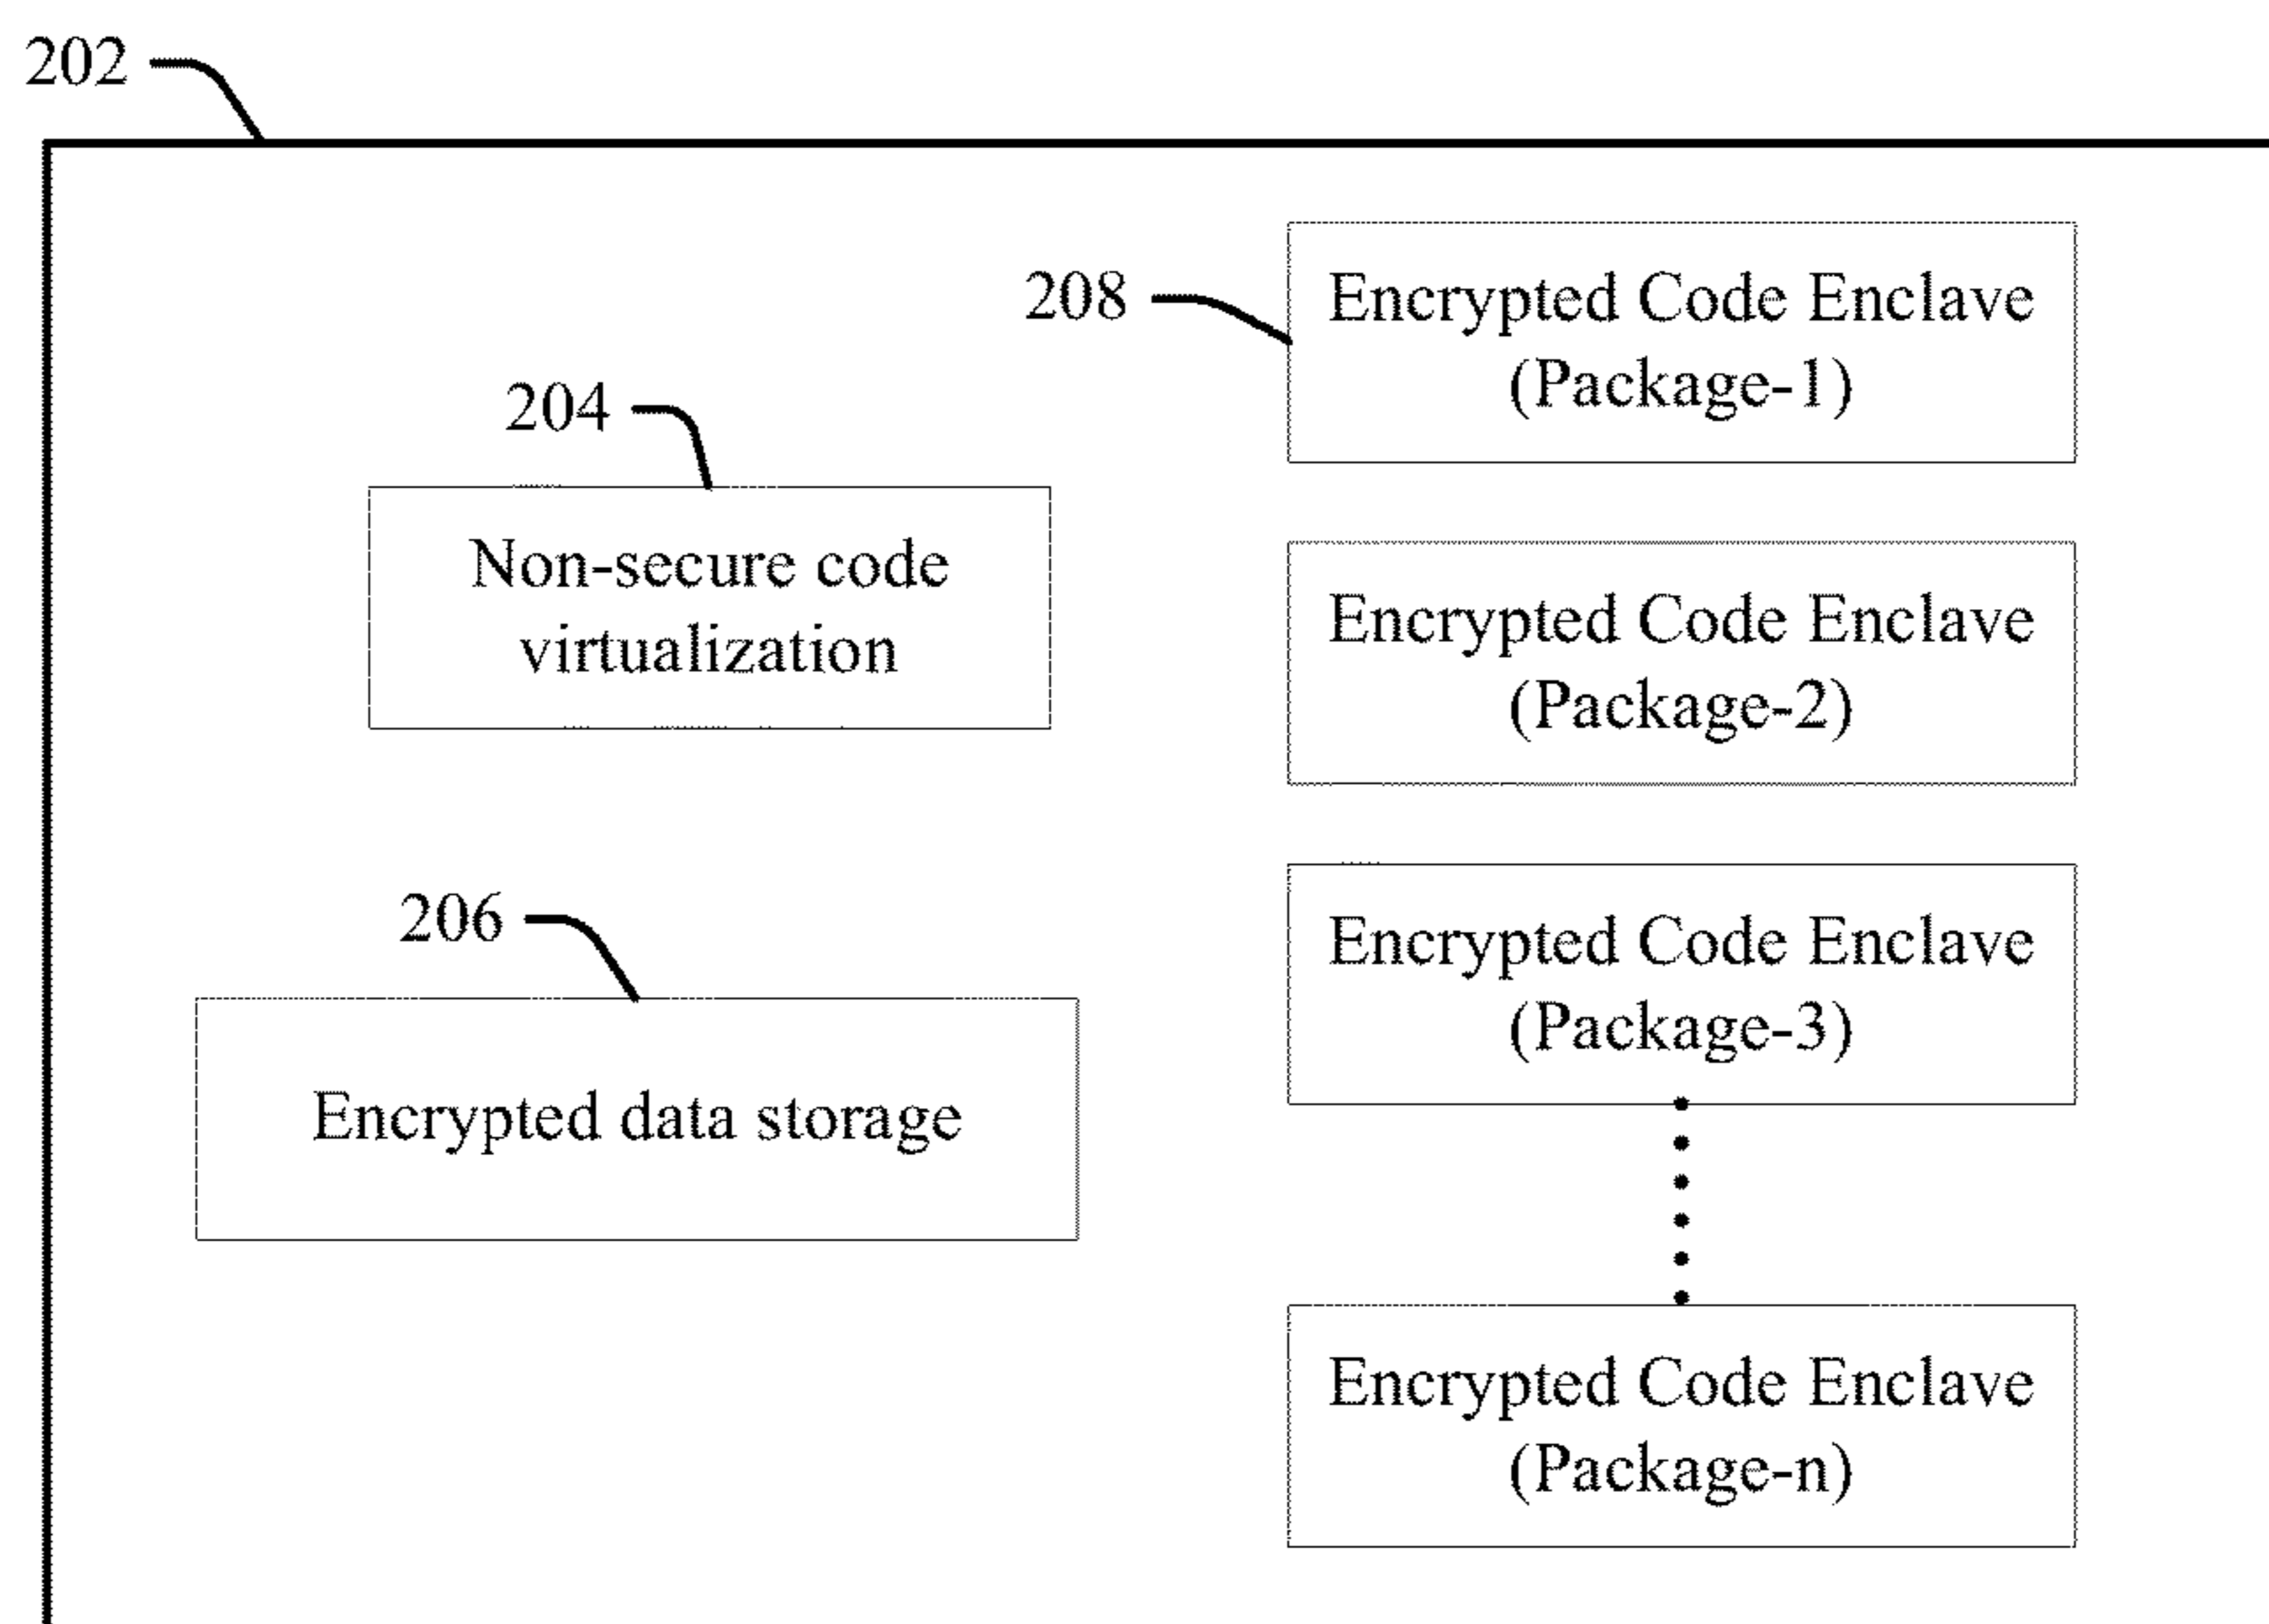 202
208
Encrypted Code Enclave
(Package-1)
204
Non-secure code
virtualization
Encrypted Code Enclave
(Package-2)
206
Encrypted data storage
Encrypted Code Enclave
(Package-3)
Encrypted Code Enclave
(Package-n)